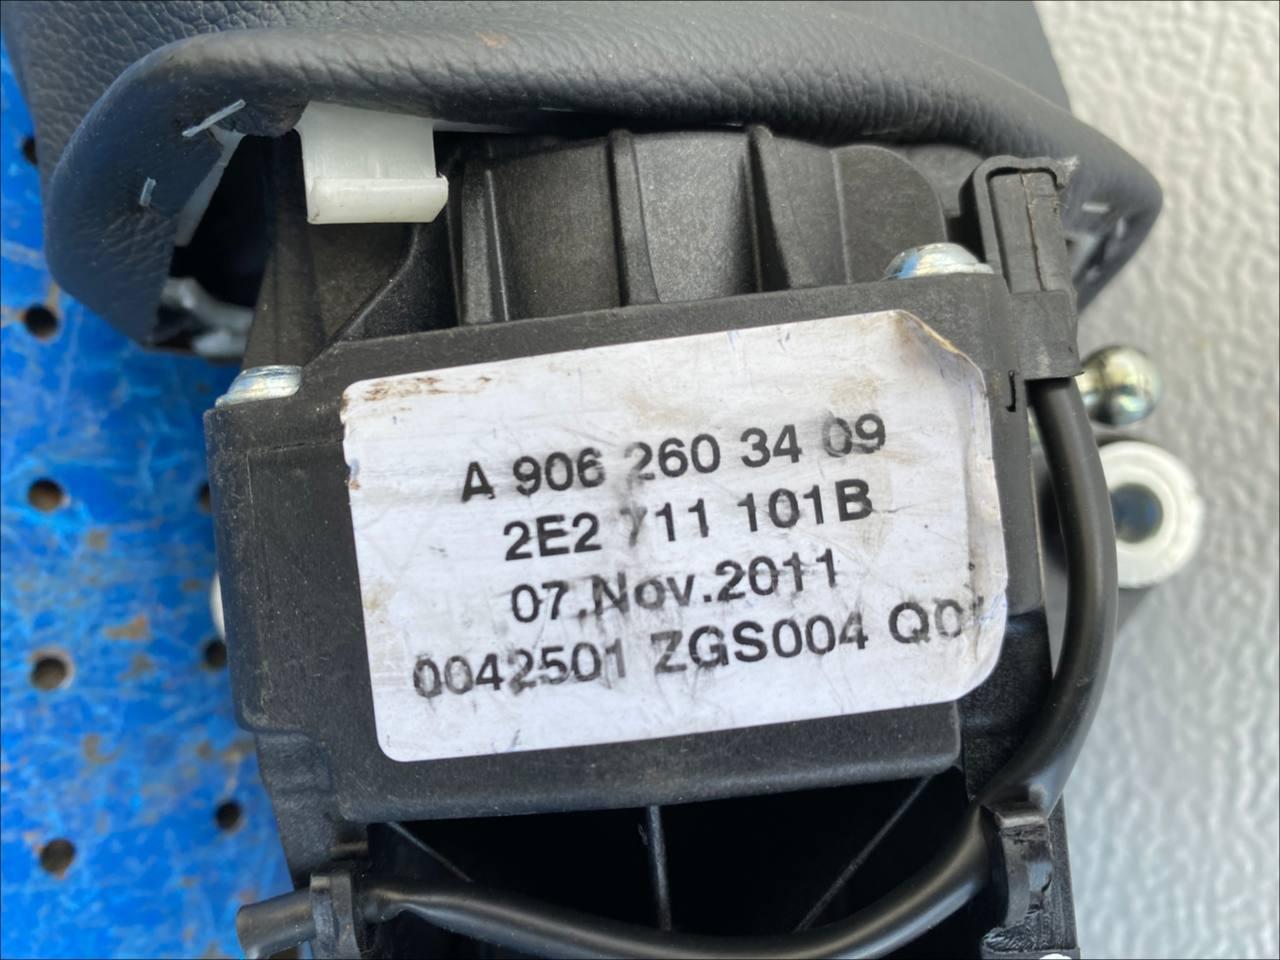 A 906 260 34 09
2E2 711 101B
07.Nov.2011
0042501 ZGS004